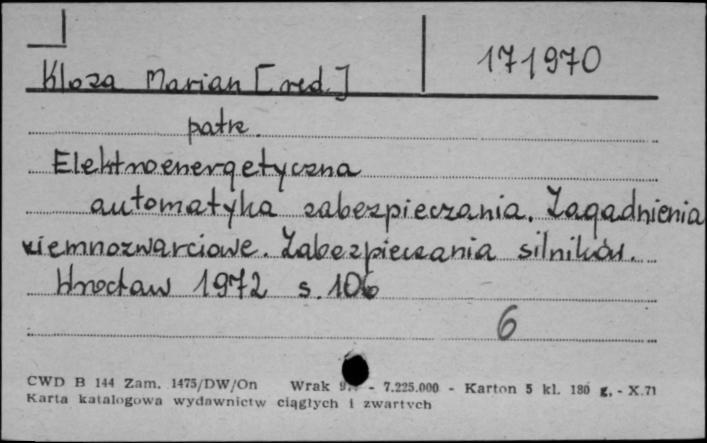 171970
Kloza Marian [red.]
patrz.
Elektroenergetyczna
automatyka zabezpieczania. Zagadnienia
ziemnozwarciowe. Zabezpieczania silników.
Wrocław 1972 s. 106
6
CWD B 144 Zam. 1475/DW/On Wrak - 7.225.000 - Karton 5 kl. 180 g, - X.71
Karta katalogowa wydawnictw ciągłych i zwartych